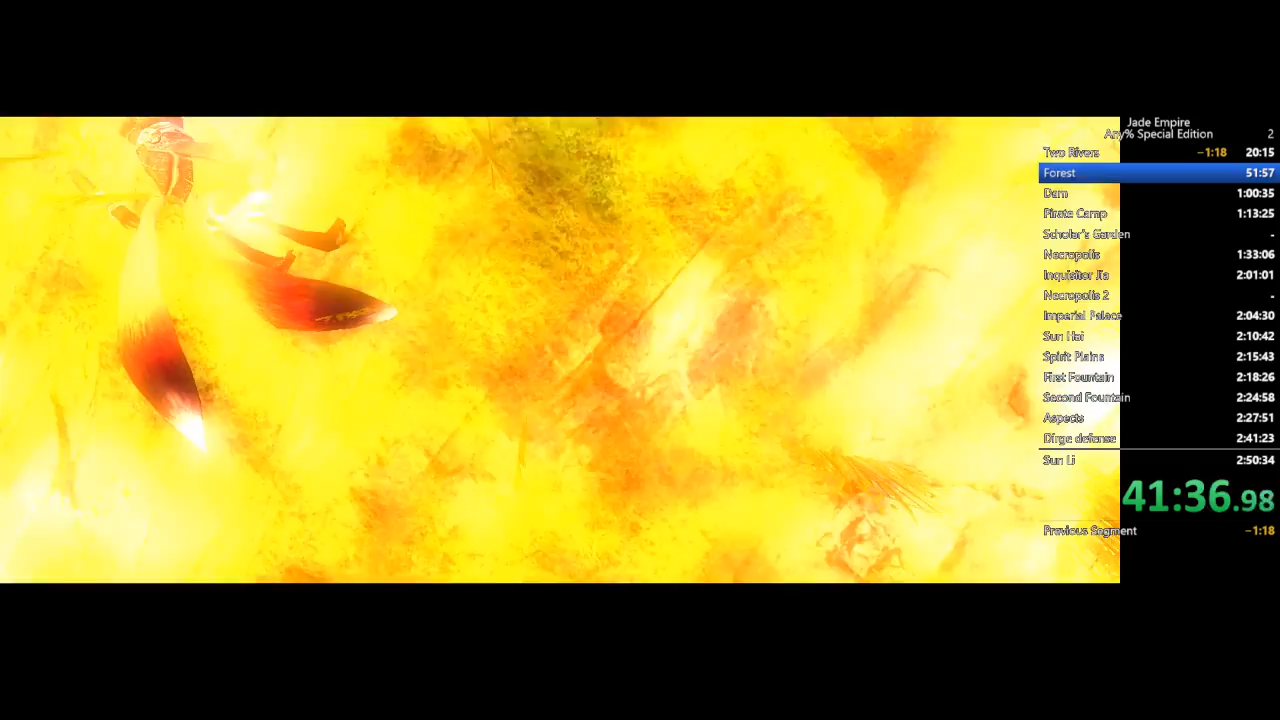 Jade Empire
Any% Special Edition 2
Two Rivers −1:18 20:15
Forest 51:57
Dam 1:00:35
Pirate Camp 1:13:25
Scholar's Garden -
Necropolis 1:33:06
Inquisitor Jia 2:01:01
Necropolis 2 -
Imperial Palace 2:04:30
Sun Hai 2:10:42
Spirit Plains 2:15:43
First Fountain 2:18:26
Second Fountain 2:24:58
Aspects 2:27:51
Dirge defense 2:41:23
Sun Li 2:50:34
41:36.98
Previous Segment −1:18